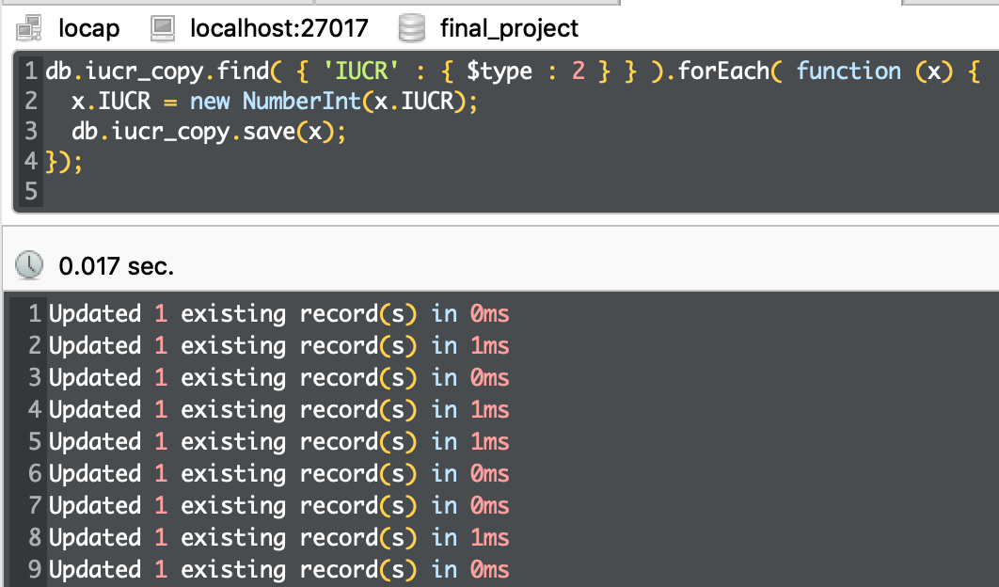 locap localhost:27017 final_project
1 db.iucr_copy.find( { 'IUCR' : { $type : 2 } } ).forEach( function (x) {
2 x.IUCR = new NumberInt(x.IUCR);
3 db.iucr_copy.save(x);
4 });
5
0.017 sec.
1 Updated 1 existing record(s) in 0ms
2 Updated 1 existing record(s) in 1ms
3 Updated 1 existing record(s) in 0ms
4 Updated 1 existing record(s) in 1ms
5 Updated 1 existing record(s) in 1ms
6 Updated 1 existing record(s) in 0ms
7 Updated 1 existing record(s) in 0ms
8 Updated 1 existing record(s) in 1ms
9 Updated 1 existing record(s) in 0ms